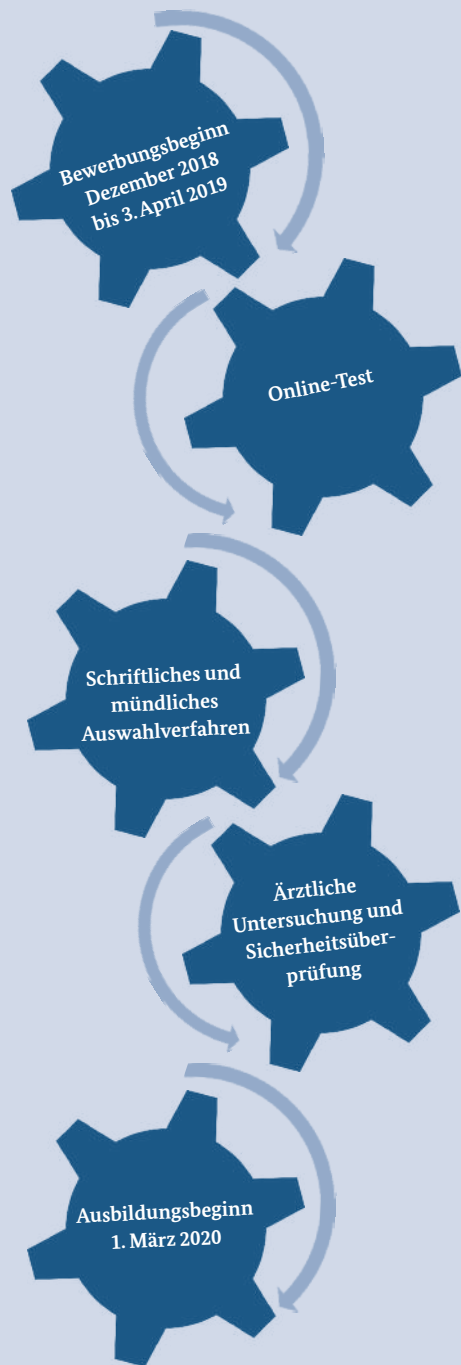 Bewerbungsbeginn
Dezember 2018
bis 3. April 2019
Online-Test
Schriftliches und
mündliches
Auswahlverfahren
Ärztliche
Untersuchung und
Sicherheitsüber-
prüfung
Ausbildungsbeginn
1. März 2020